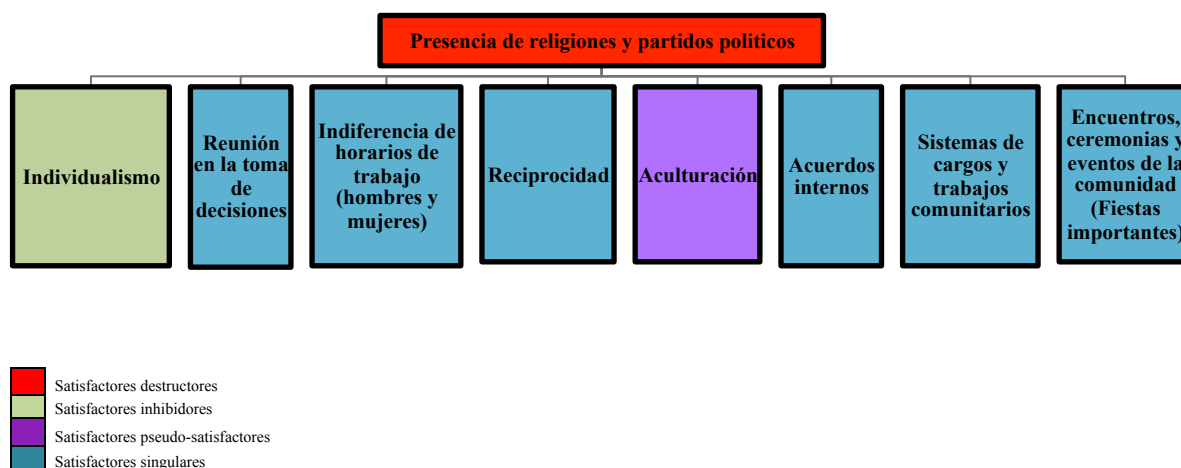 Presencia de religiones y partidos politicos
Individualismo
Reunión
en la toma
de
decisiones
Indiferencia de
horarios de
trabajo
(hombres y
mujeres)
Reciprocidad
Aculturación
Acuerdos
internos
Sistemas de
cargos y
trabajos
comunitarios
Encuentros,
ceremonias y
eventos de la
comunidad
(Fiestas
importantes)
Satisfactores destructores
Satisfactores inhibidores
Satisfactores pseudo-satisfactores
Satisfactores singulares